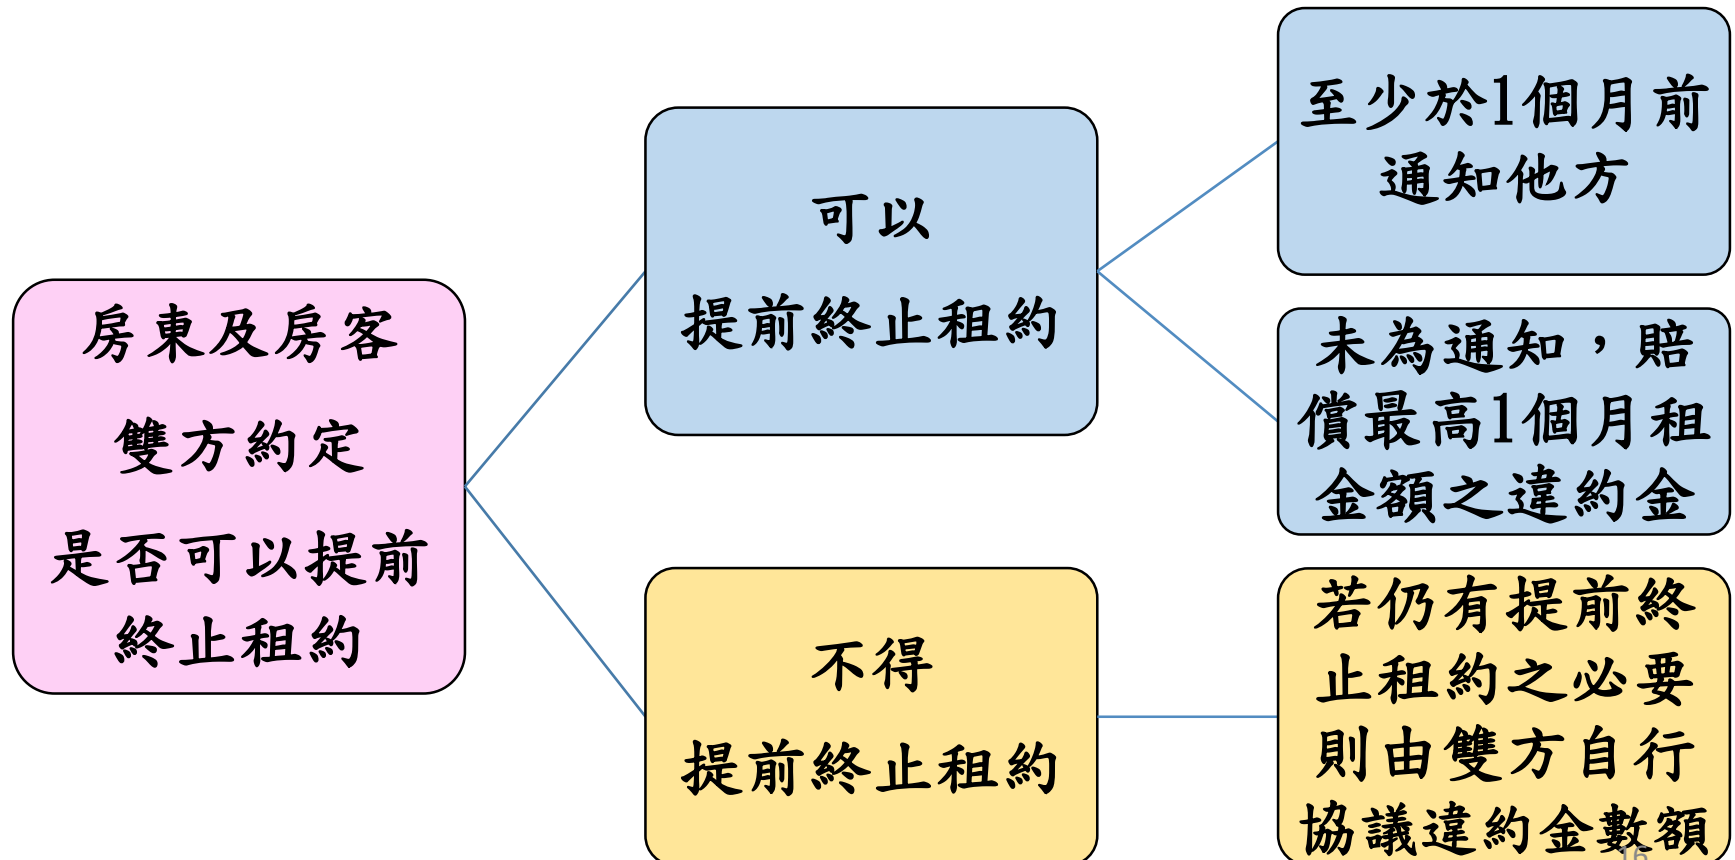 房東及房客
雙方約定
是否可以提前
終止租約
可以
提前終止租約
至少於1個月前
通知他方
未為通知，賠
償最高1個月租
金額之違約金
不得
提前終止租約
若仍有提前終
止租約之必要
則由雙方自行
協議違約金數額
16